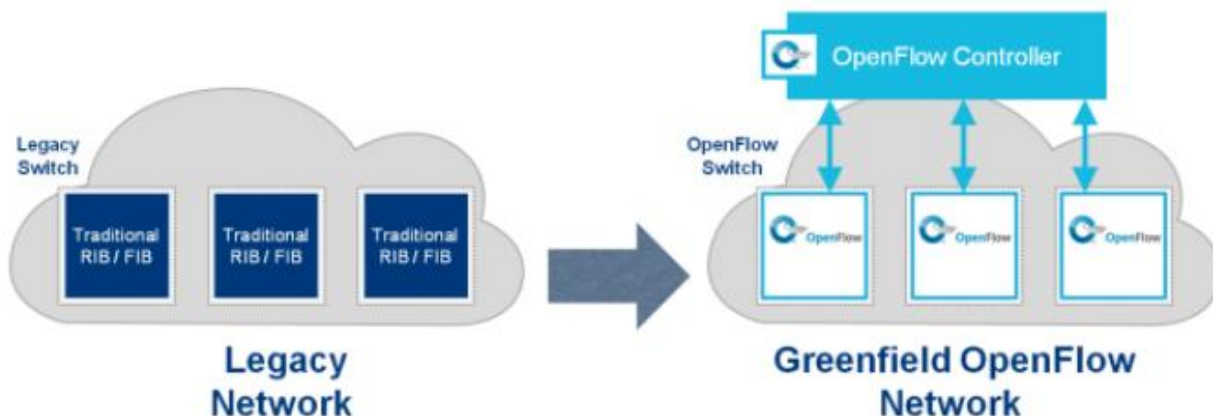 OpenFlow Controller
Legacy
Switch
Traditional
RIB / FIB
Traditional
RIB / FIB
Traditional
RIB / FIB
Legacy
Network
OpenFlow
Switch
OpenFlow
OpenFlow
OpenFlow
Greenfield OpenFlow
Network